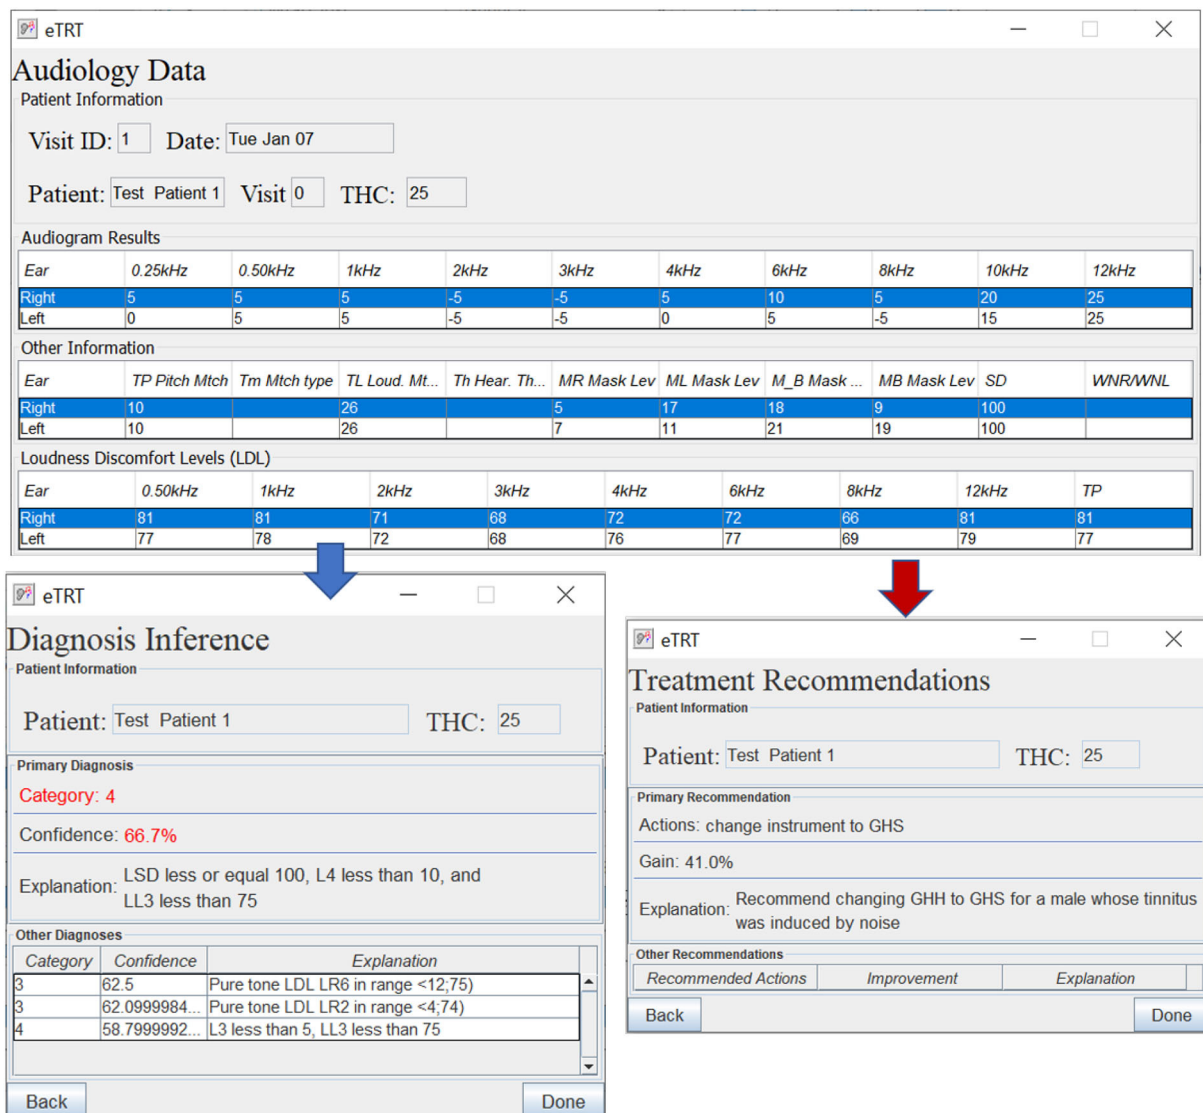 eTRT
Audiology Data
Patient Information
Visit ID: 1 Date: Tue Jan 07
Patient: Test Patient 1 Visit 0 THC: 25
Audiogram Results
Ear 0.25kHz 0.50kHz 1kHz 2kHz 3kHz 4kHz 6kHz 8kHz 10kHz 12kHz
Right 5 5 5 -5 -5 5 10 5 20 25
Left 0 5 5 -5 -5 0 5 -5 15 25
Other Information
Ear TP Pitch Mtch Tm Mtch type TL Loud. Mt... Th Hear. Th... MR Mask Lev ML Mask Lev M_B Mask ... MB Mask Lev SD WNR/WNL
Right 10 26 5 17 18 9 100
Left 10 26 7 11 21 19 100
Loudness Discomfort Levels (LDL)
Ear 0.50kHz 1kHz 2kHz 3kHz 4kHz 6kHz 8kHz 12kHz TP
Right 81 81 71 68 72 72 66 81 81
Left 77 78 72 68 76 77 69 79 77
eTRT
Diagnosis Inference
Patient Information
Patient: Test Patient 1 THC: 25
Primary Diagnosis
Category: 4
Confidence: 66.7%
Explanation: LSD less or equal 100, L4 less than 10, and
LL3 less than 75
Other Diagnoses
Category Confidence Explanation
3 62.5 Pure tone LDL LR6 in range <12;75)
3 62.0999984... Pure tone LDL LR2 in range <4;74)
4 58.7999992... L3 less than 5, LL3 less than 75
Back Done
eTRT
Treatment Recommendations
Patient Information
Patient: Test Patient 1 THC: 25
Primary Recommendation
Actions: change instrument to GHS
Gain: 41.0%
Explanation: Recommend changing GHH to GHS for a male whose tinnitus
was induced by noise
Other Recommendations
Recommended Actions Improvement Explanation
Back Done